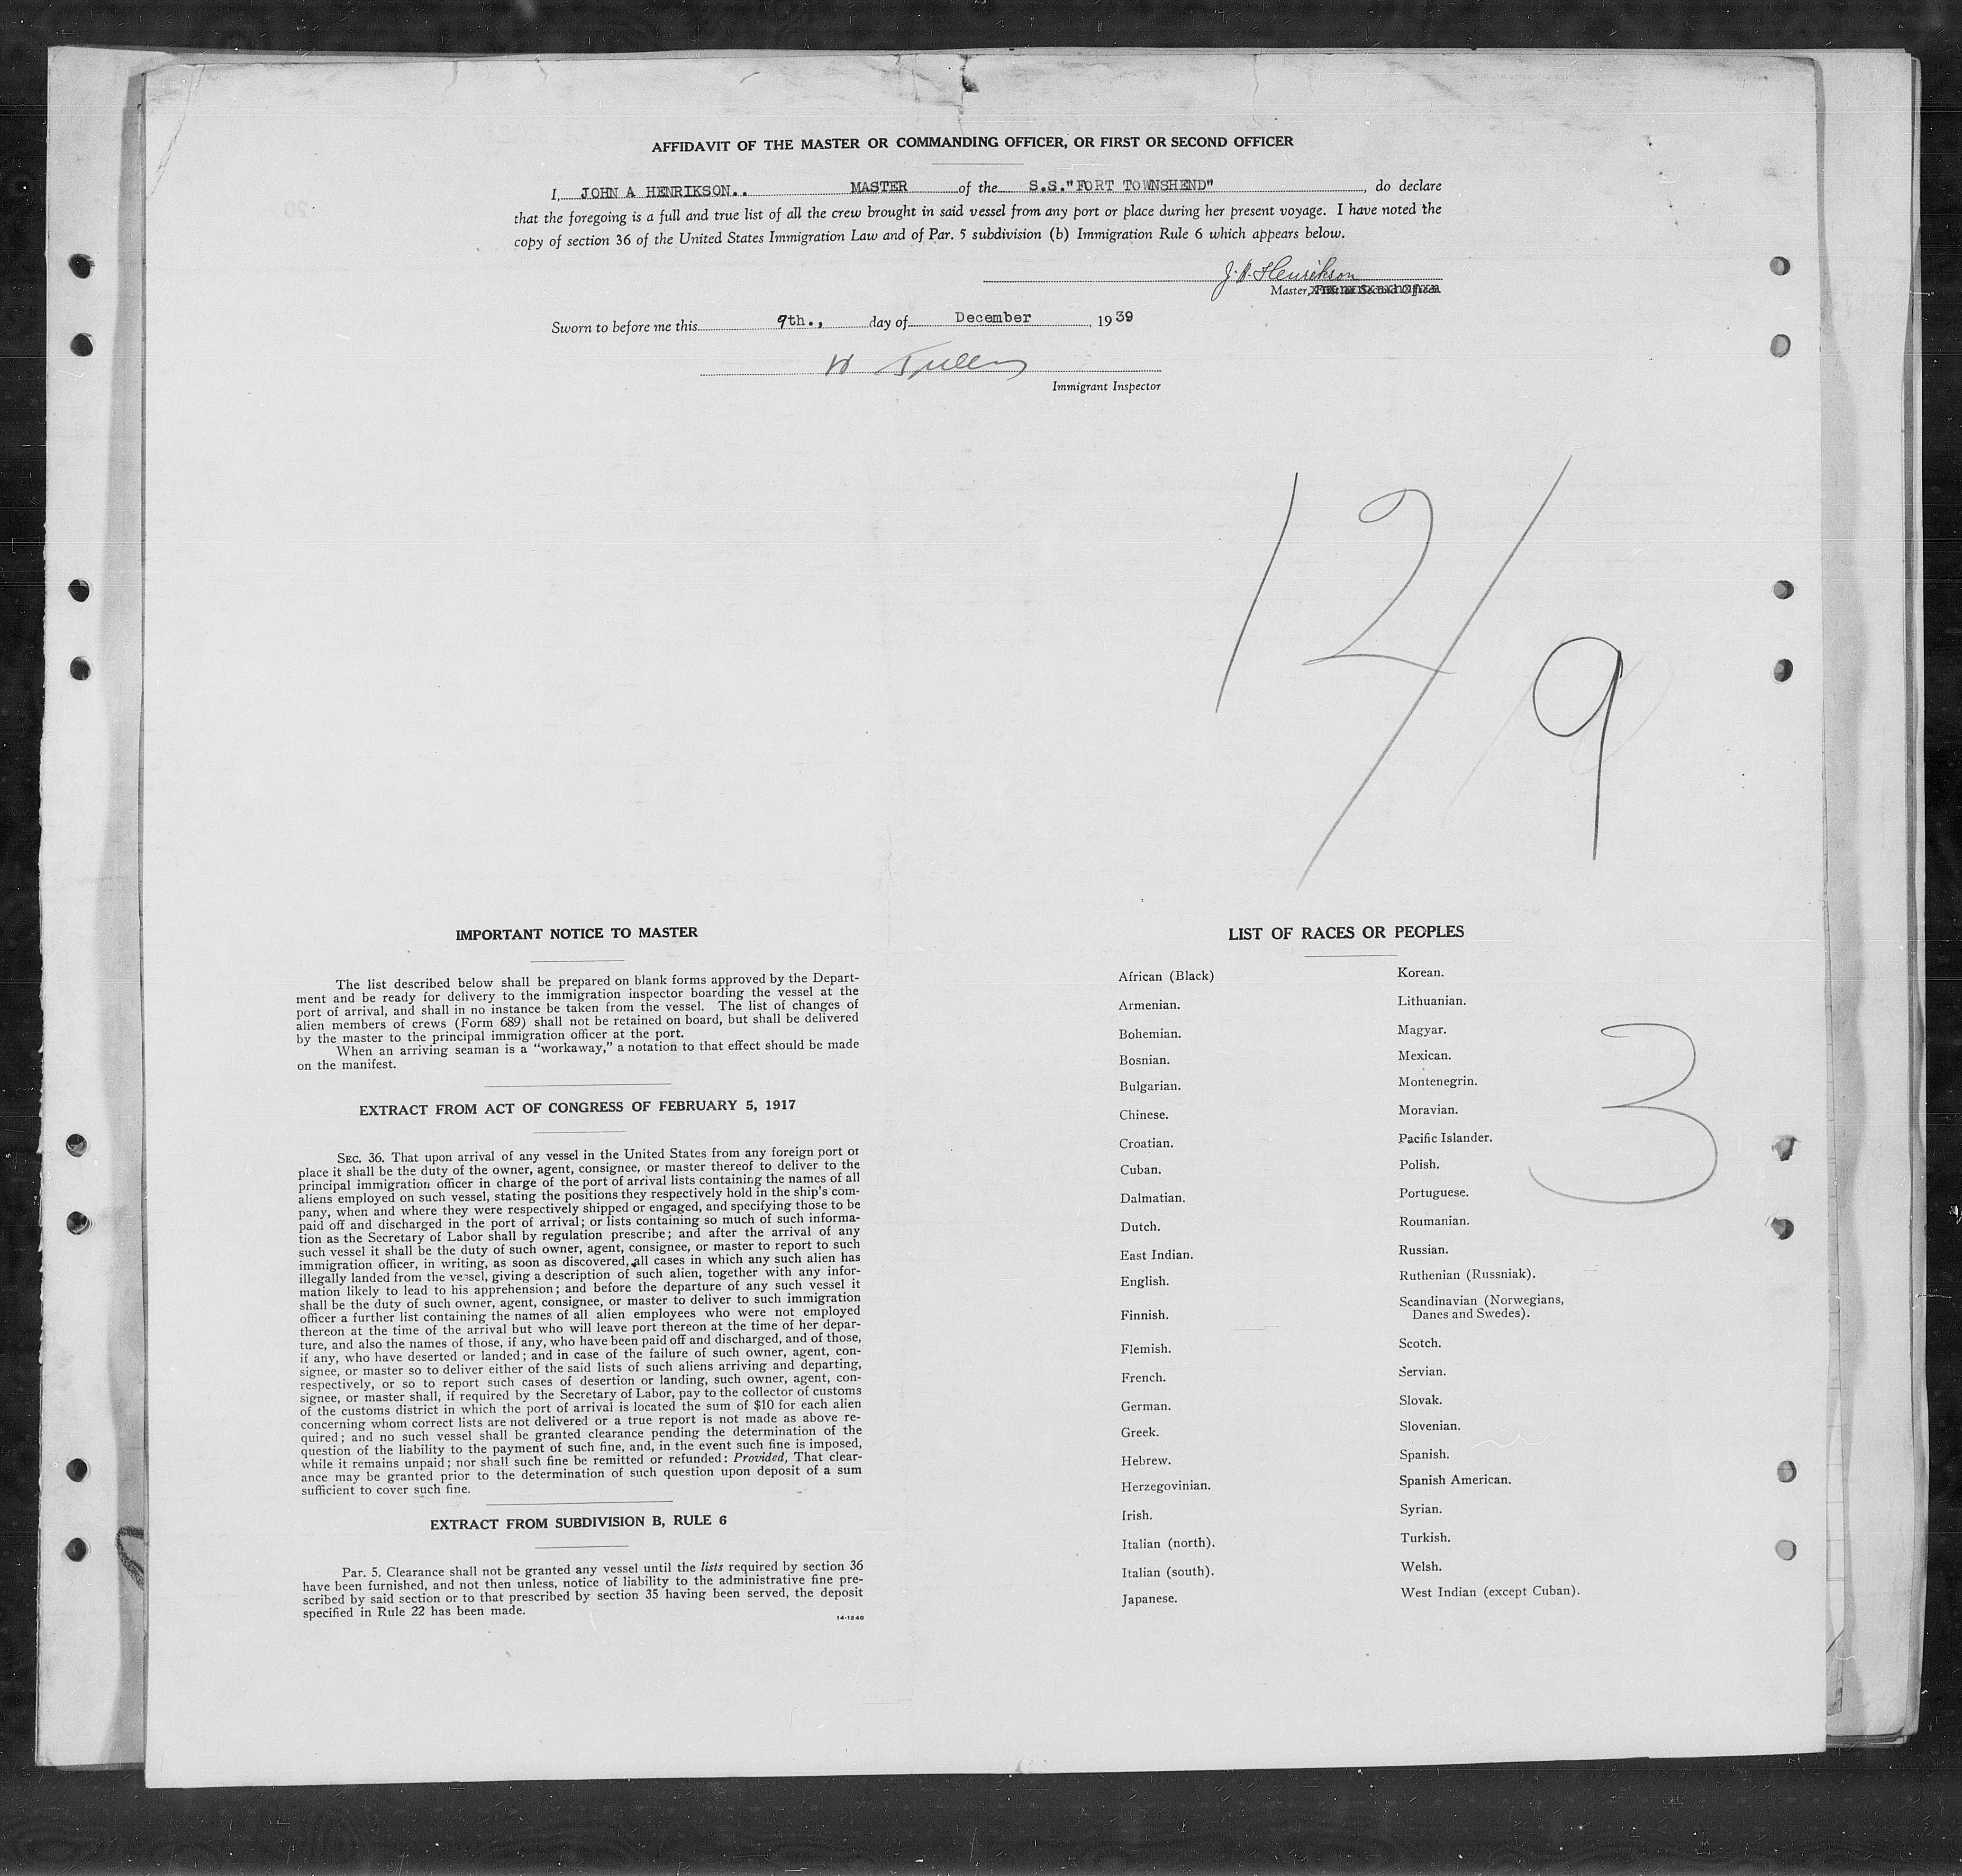 AFFIDAVIT OF THE MASTER OR COMMANDING OFFICER, OR FIRST OR SECOND OFFICER
I, JOHN A HENRIKSON.. MASTER of the S.S."FORT TOWNSHEND", do declare
that the foregoing is a full and true list of all the crew brought in said vessel from any port or place during her present voyage. I have noted the
copy of section 36 of the United States Immigration Law and of Par. 5 subdivision (b) Immigration Rule 6 which appears below.
J. A. Henrikson
Master, First or Second Officer.
Sworn to before me this 9th., day of December, 1939
W
Immigrant Inspector
12/9
IMPORTANT NOTICE TO MASTER
The list described below shall be prepared on blank forms approved by the Depart-
ment and be ready for delivery to the immigration inspector boarding the vessel at the
port of arrival, and shall in no instance be taken from the vessel. The list of changes of
alien members of crews (Form 689) shall not be retained on board, but shall be delivered
by the master to the principal immigration officer at the port.
When an arriving seaman is a "workaway," a notation to that effect should be made
on the manifest.
EXTRACT FROM ACT OF CONGRESS OF FEBRUARY 5, 1917
SEC. 36. That upon arrival of any vessel in the United States from any foreign port or
place it shall be the duty of the owner, agent, consignee, or master thereof to deliver to the
principal immigration officer in charge of the port of arrival lists containing the names of all
aliens employed on such vessel, stating the positions they respectively hold in the ship's com-
pany, when and where they were respectively shipped or engaged, and specifying those to be
paid off and discharged in the port of arrival; or lists containing so much of such informa-
tion as the Secretary of Labor shall by regulation prescribe; and after the arrival of any
such vessel it shall be the duty of such owner, agent, consignee, or master to report to such
immigration officer, in writing, as soon as discovered, all cases in which any such alien has
illegally landed from the vessel, giving a description of such alien, together with any infor-
mation likely to lead to his apprehension; and before the departure of any such vessel it
shall be the duty of such owner, agent, consignee, or master to deliver to such immigration
officer a further list containing the names of all alien employees who were not employed
thereon at the time of the arrival but who will leave port thereon at the time of her depar-
ture, and also the names of those, if any, who have been paid off and discharged, and of those,
if any, who have deserted or landed; and in case of the failure of such owner, agent, con-
signee, or master so to deliver either of the said lists of such aliens arriving and departing,
respectively, or so to report such cases of desertion or landing, such owner, agent, con-
signee, or master shall, if required by the Secretary of Labor, pay to the collector of customs
of the customs district in which the port of arrival is located the sum of $10 for each alien
concerning whom correct lists are not delivered or a true report is not made as above re-
quired; and no such vessel shall be granted clearance pending the determination of the
question of the liability to the payment of such fine, and, in the event such fine is imposed,
while it remains unpaid; nor shall such fine be remitted or refunded: Provided, That clear-
ance may be granted prior to the determination of such question upon deposit of a sum
sufficient to cover such fine.
EXTRACT FROM SUBDIVISION B, RULE 6
Par. 5. Clearance shall not be granted any vessel until the lists required by section 36
have been furnished, and not then unless, notice of liability to the administrative fine pre-
scribed by said section or to that prescribed by section 35 having been served, the deposit
specified in Rule 22 has been made.
14-1240
LIST OF RACES OR PEOPLES
African (Black)
Armenian.
Bohemian.
Bosnian.
Bulgarian.
Chinese.
Croatian.
Cuban.
Dalmatian.
Dutch.
East Indian.
English.
Finnish.
Flemish.
French.
German.
Greek.
Hebrew.
Herzegovinian.
Irish.
Italian (north).
Italian (south).
Japanese.
Korean.
Lithuanian.
Magyar.
Mexican.
Montenegrin.
Moravian.
Pacific Islander.
Polish.
Portuguese.
Roumanian.
Russian.
Ruthenian (Russniak).
Scandinavian (Norwegians,
Danes and Swedes).
Scotch.
Servian.
Slovak.
Slovenian.
Spanish.
Spanish American.
Syrian.
Turkish.
Welsh.
West Indian (except Cuban).
3